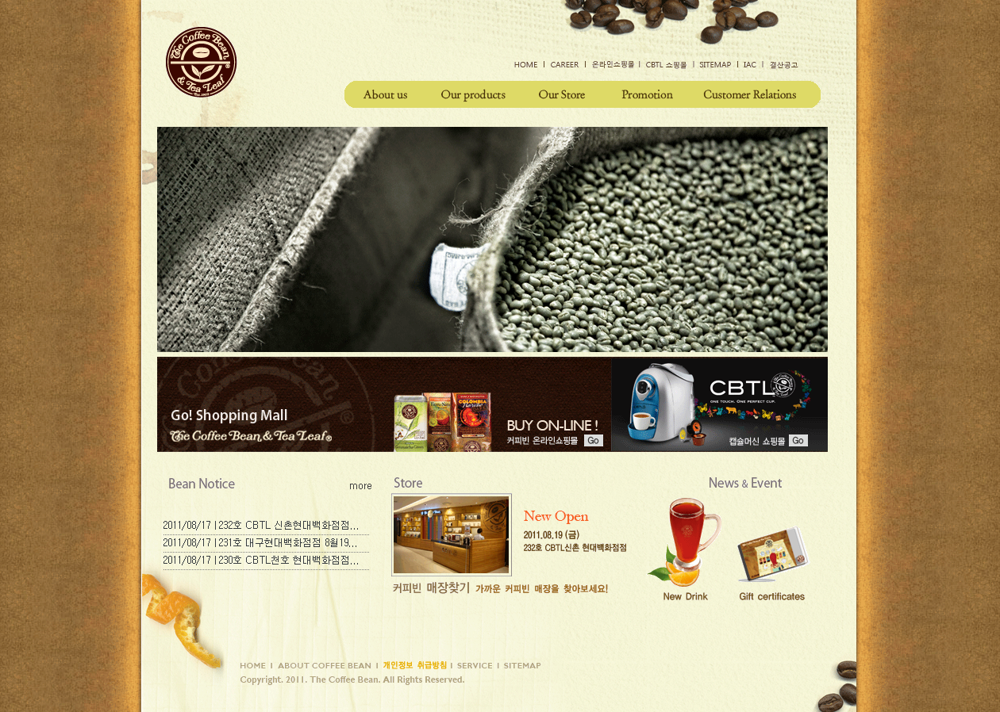 The Coffee Bean
& Tea Leaf
HOME | CAREER | 온라인쇼핑몰 | CBTL 쇼핑몰 | SITEMAP | IAC | 결산공고
About us Our products Our Store Promotion Customer Relations
Go! Shopping Mall
The Coffee Bean & Tea Leaf®
COLOMBIA
BUY ON-LINE !
커피빈 온라인쇼핑몰 Go
CBTL
ONE TOUCH. ONE PERFECT CUP.
캡슐머신 쇼핑몰 Go
Bean Notice more
2011/08/17 | 232호 CBTL 신촌현대백화점점...
2011/08/17 | 231호 대구현대백화점점 8월19...
2011/08/17 | 230호 CBTL천호 현대백화점점...
Store
New Open
2011.08.19 (금)
232호 CBTL신촌 현대백화점점
커피빈 매장찾기 가까운 커피빈 매장을 찾아보세요!
News & Event
New Drink
Gift certificates
HOME | ABOUT COFFEE BEAN | 개인정보 취급방침 | SERVICE | SITEMAP
Copyright. 2011. The Coffee Bean. All Rights Reserved.